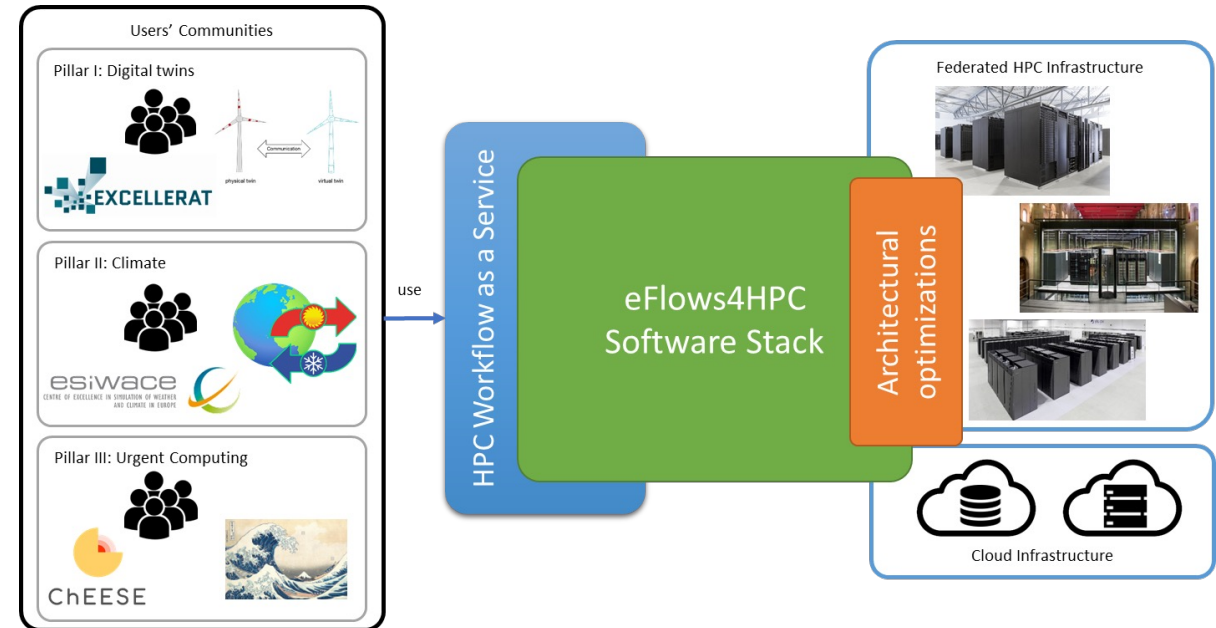 Users' Communities
Pillar I: Digital twins
Communication
physical twin
virtual twin
EXCELLERAT
Pillar II: Climate
esiwace
CENTRE OF EXCELLENCE IN SIMULATION OF WEATHER
AND CLIMATE IN EUROPE
Pillar III: Urgent Computing
ChEESE
use
HPC Workflow as a Service
eFlows4HPC
Software Stack
Architectural
optimizations
Federated HPC Infrastructure
Cloud Infrastructure